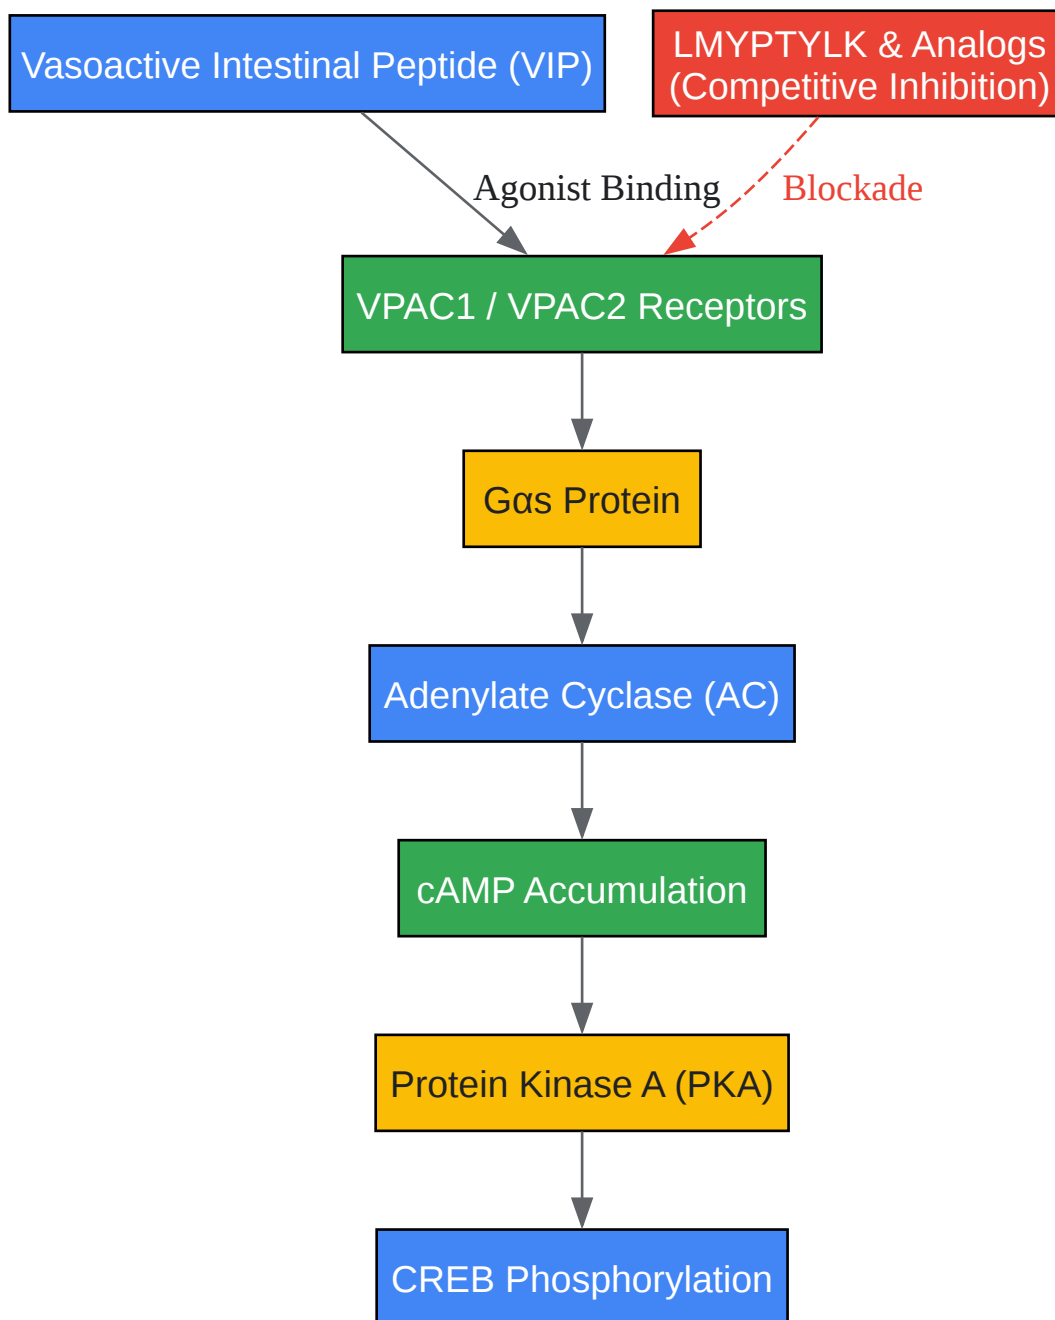 Vasoactive Intestinal Peptide (VIP)
LMYPTYLK & Analogs
(Competitive Inhibition)
Agonist Binding
Blockade
VPAC1 / VPAC2 Receptors
Gαs Protein
Adenylate Cyclase (AC)
cAMP Accumulation
Protein Kinase A (PKA)
CREB Phosphorylation